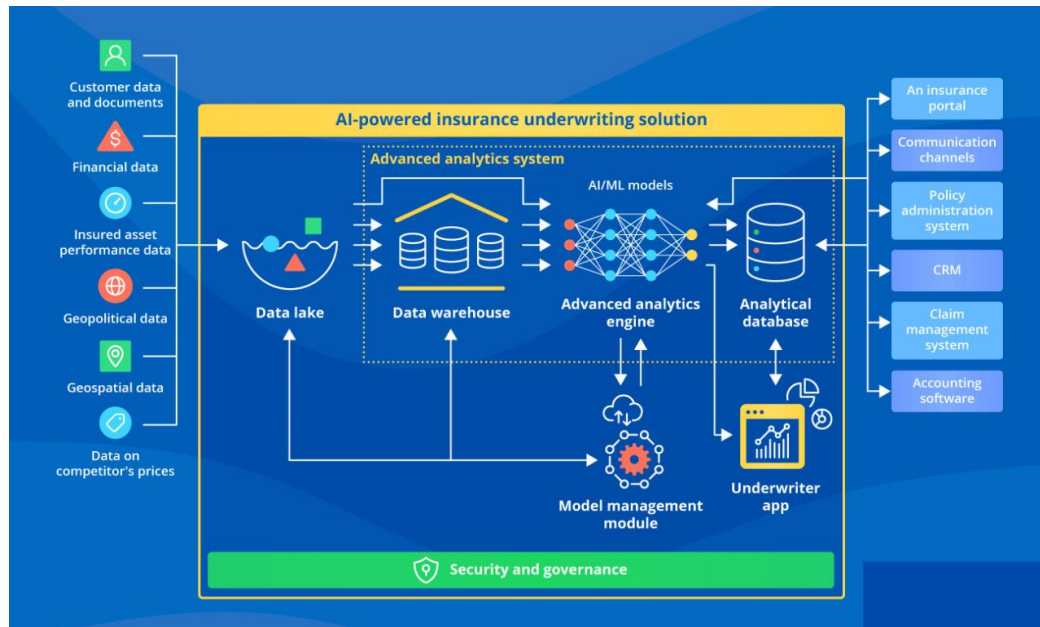 Customer data
and documents
Financial data
Insured asset
performance data
Geopolitical data
Geospatial data
Data on
competitor's prices
AI-powered insurance underwriting solution
Advanced analytics system
AI/ML models
Data lake
Data warehouse
Advanced analytics
engine
Analytical
database
Model management
module
Underwriter
app
Security and governance
An insurance
portal
Communication
channels
Policy
administration
system
CRM
Claim
management
system
Accounting
software